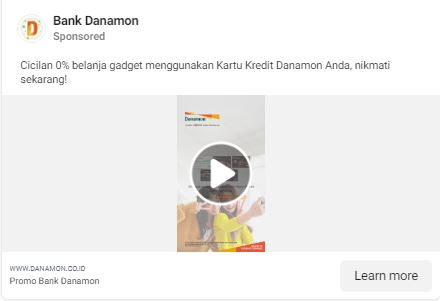 Bank Danamon
Sponsored
Cicilan 0% belanja gadget menggunakan Kartu Kredit Danamon Anda, nikmati
sekarang!
Danamon
WWW.DANAMON.CO.ID
Promo Bank Danamon
Learn more